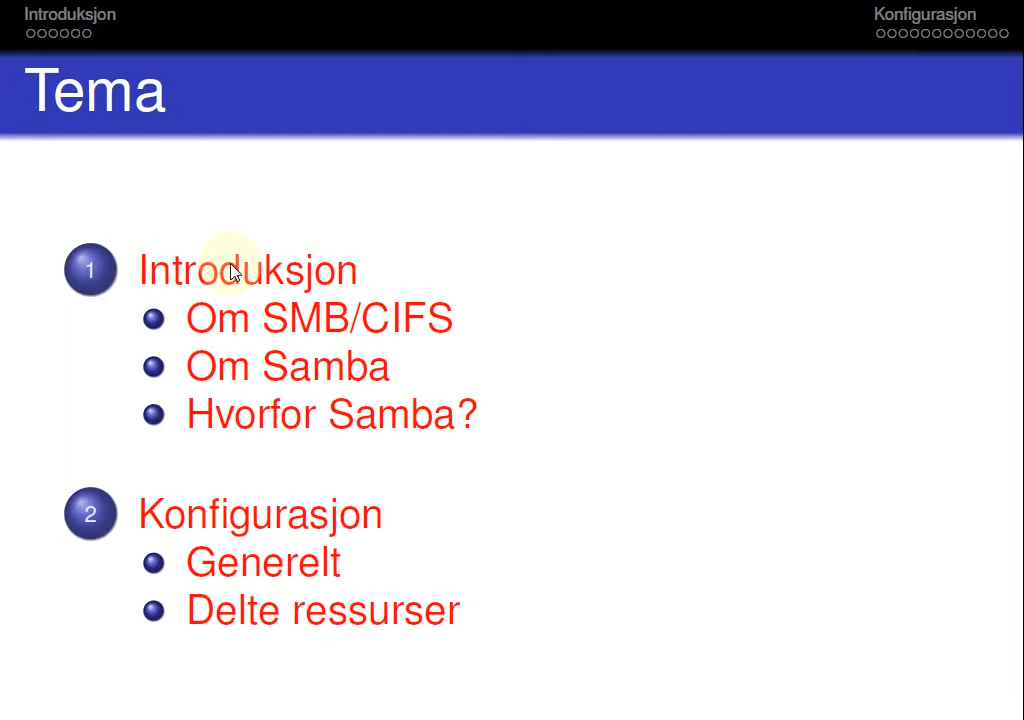 Introduksjon
Konfigurasjon
Tema
1 Introduksjon
Om SMB/CIFS
Om Samba
Hvorfor Samba?
2 Konfigurasjon
Generelt
Delte ressurser